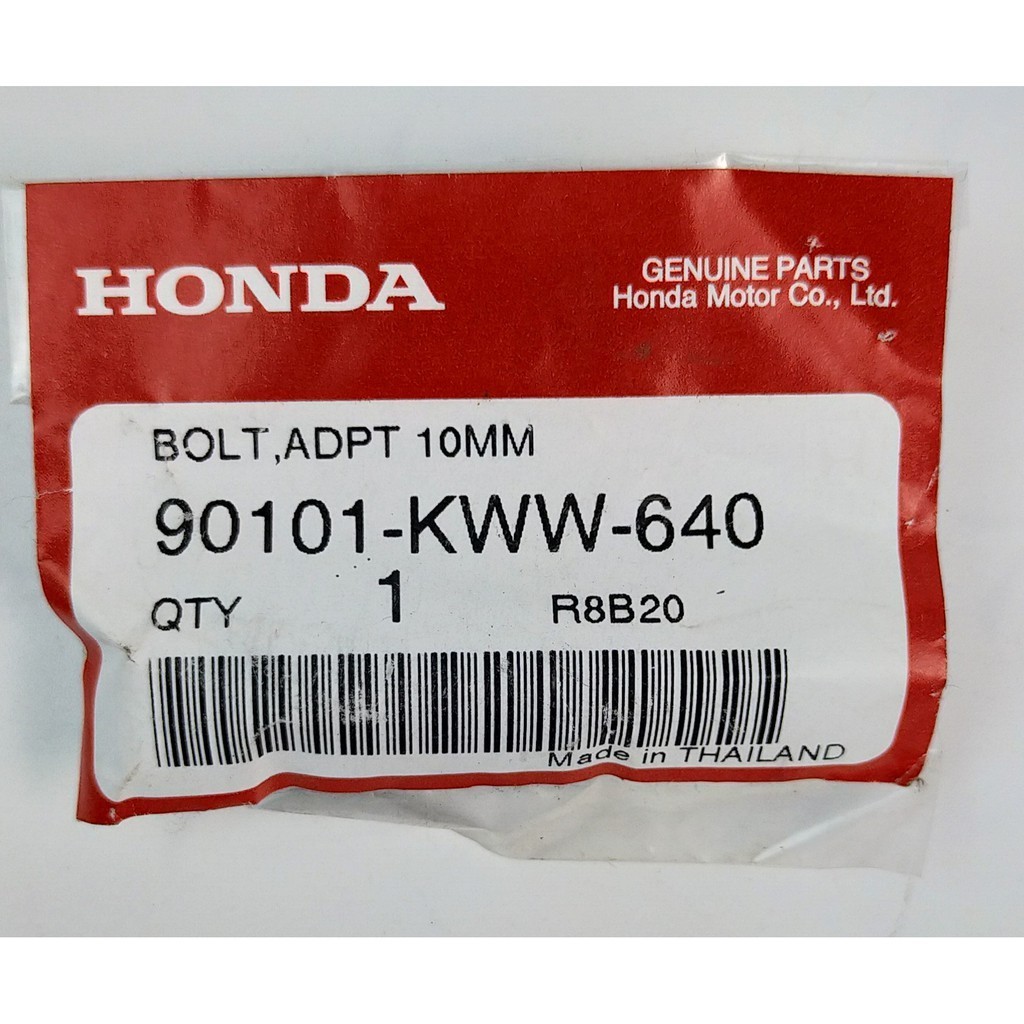 HONDA
GENUINE PARTS
Honda Motor Co., Ltd.
BOLT,ADPT 10MM
90101-KWW-640
QTY 1 R8B20
Made in THAILAND